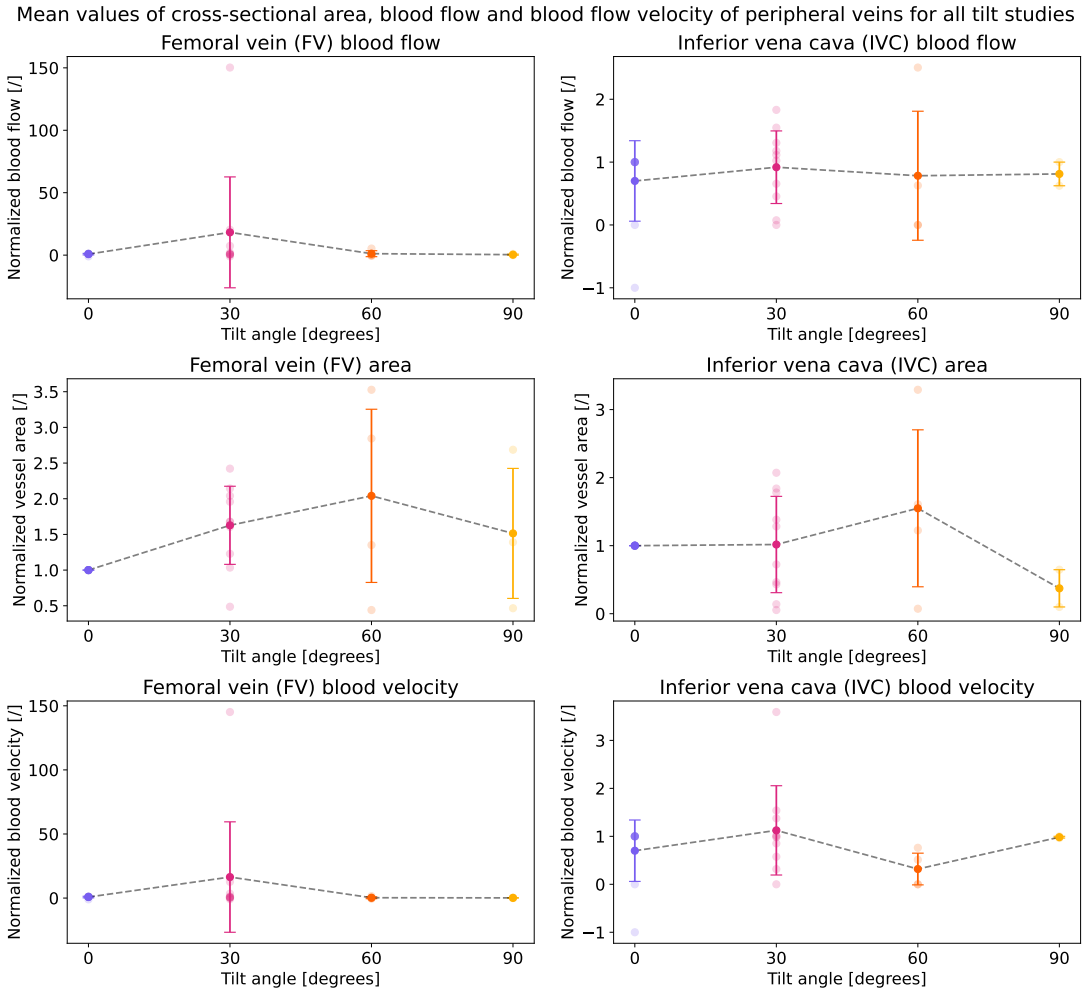 Mean values of cross-sectional area, blood flow and blood flow velocity of peripheral veins for all tilt studies
Femoral vein (FV) blood flow
Normalized blood flow [/]
150
100
50
0
0 30 60 90
Tilt angle [degrees]
Inferior vena cava (IVC) blood flow
Normalized blood flow [/]
2
1
0
−1
0 30 60 90
Tilt angle [degrees]
Femoral vein (FV) area
Normalized vessel area [/]
3.5
3.0
2.5
2.0
1.5
1.0
0.5
0 30 60 90
Tilt angle [degrees]
Inferior vena cava (IVC) area
Normalized vessel area [/]
3
2
1
0
0 30 60 90
Tilt angle [degrees]
Femoral vein (FV) blood velocity
Normalized blood velocity [/]
150
100
50
0
0 30 60 90
Tilt angle [degrees]
Inferior vena cava (IVC) blood velocity
Normalized blood velocity [/]
3
2
1
0
−1
0 30 60 90
Tilt angle [degrees]